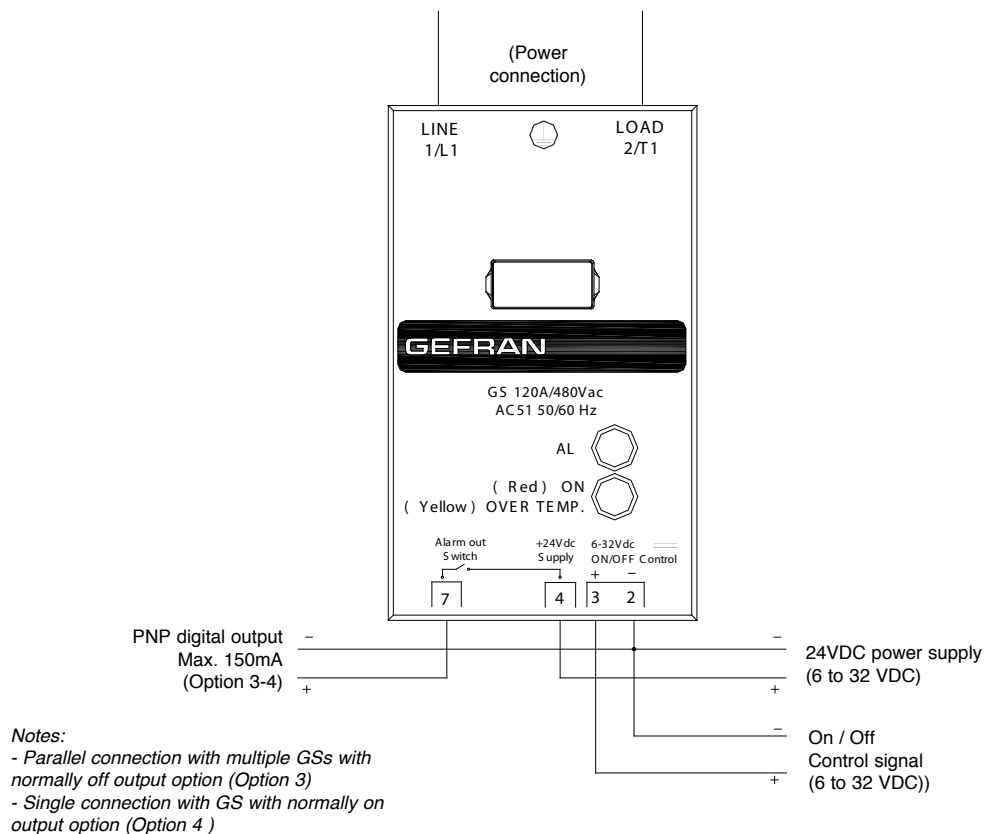 (Power
connection)
LINE
1/L1
LOAD
2/T1
GEFRAN
GS 120A/480Vac
AC51 50/60 Hz
AL
( Red ) ON
( Yellow ) OVER TEMP.
Alarm out
Switch
+24Vdc
Supply
6-32Vdc
ON/OFF Control
+ −
7
4
3
2
PNP digital output
Max. 150mA
(Option 3-4)
−
+
−
+
24VDC power supply
(6 to 32 VDC)
−
+
On / Off
Control signal
(6 to 32 VDC))
Notes:
- Parallel connection with multiple GSs with
normally off output option (Option 3)
- Single connection with GS with normally on
output option (Option 4 )